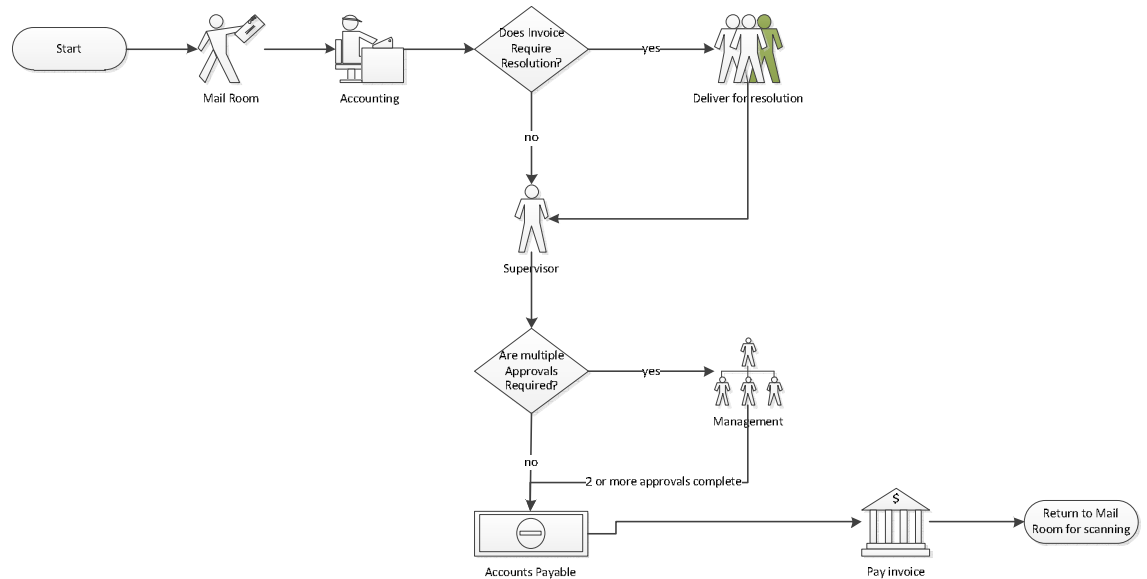 Start
Mail Room
Accounting
Does Invoice
Require
Resolution?
yes
Deliver for resolution
no
Supervisor
Are multiple
Approvals
Required?
yes
Management
no
2 or more approvals complete
Accounts Payable
$
Pay invoice
Return to Mail
Room for scanning